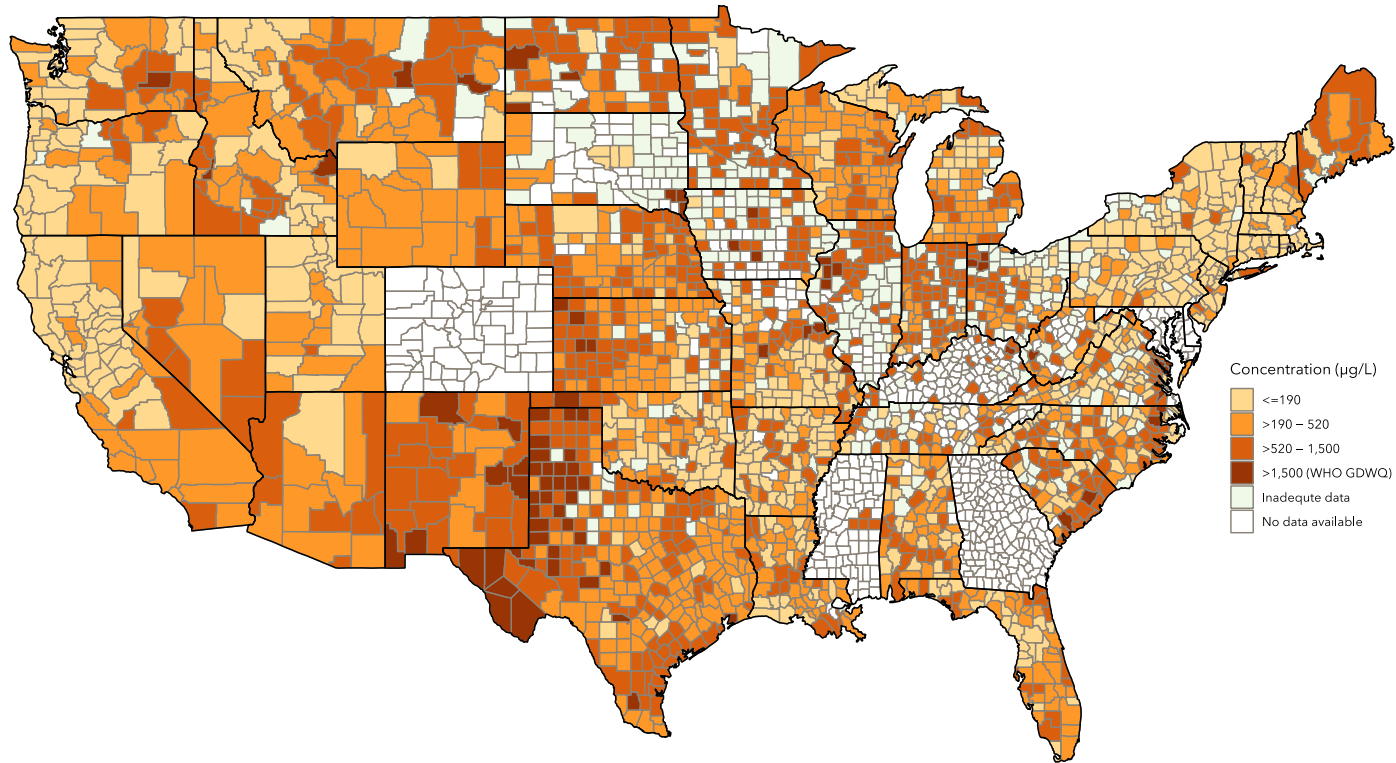 Concentration (µg/L)
<=190
>190 – 520
>520 – 1,500
>1,500 (WHO GDWQ)
Inadequte data
No data available